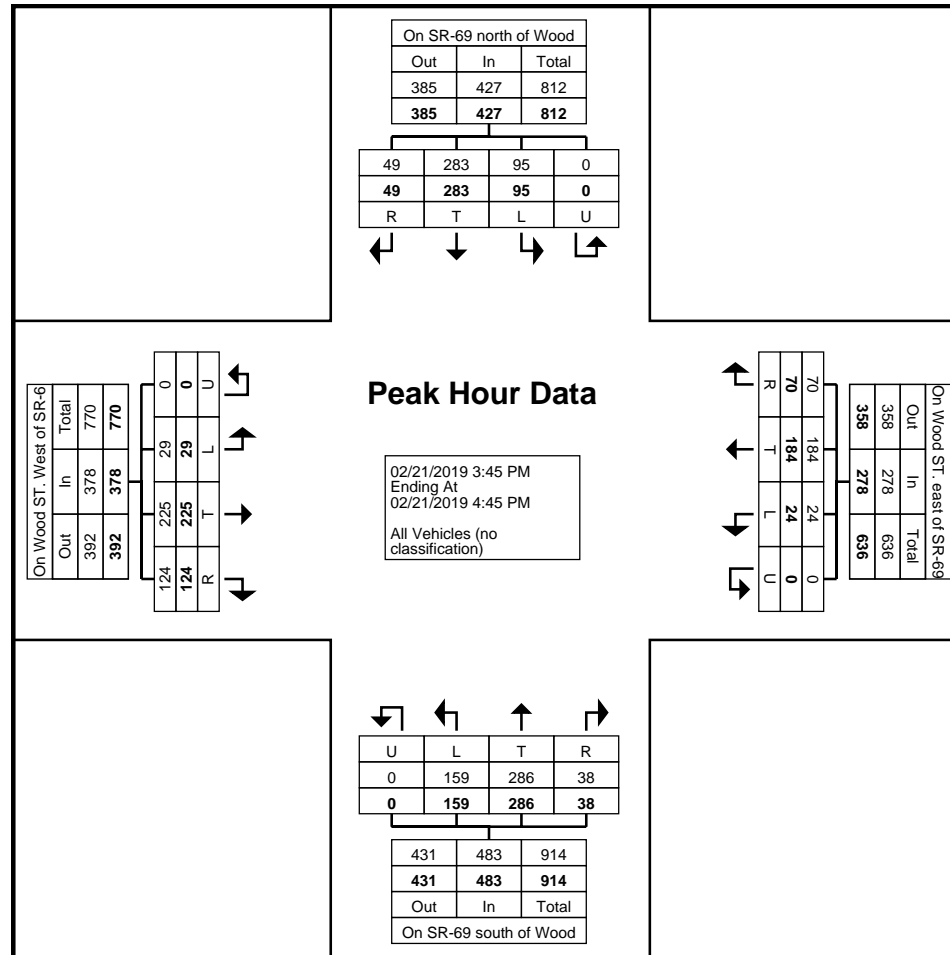 On SR-69 north of Wood
Out In Total
385 427 812
385 427 812
49 283 95 0
49 283 95 0
R T L U
On Wood ST. West of SR-6
Out In Total
392 378 770
392 378 770
124 225 29 0
124 225 29 0
R T L U
Peak Hour Data
02/21/2019 3:45 PM
Ending At
02/21/2019 4:45 PM
All Vehicles (no
classification)
On Wood ST. east of SR-69
Out In Total
358 278 636
358 278 636
70 184 24 0
70 184 24 0
R T L U
U L T R
0 159 286 38
0 159 286 38
431 483 914
431 483 914
Out In Total
On SR-69 south of Wood